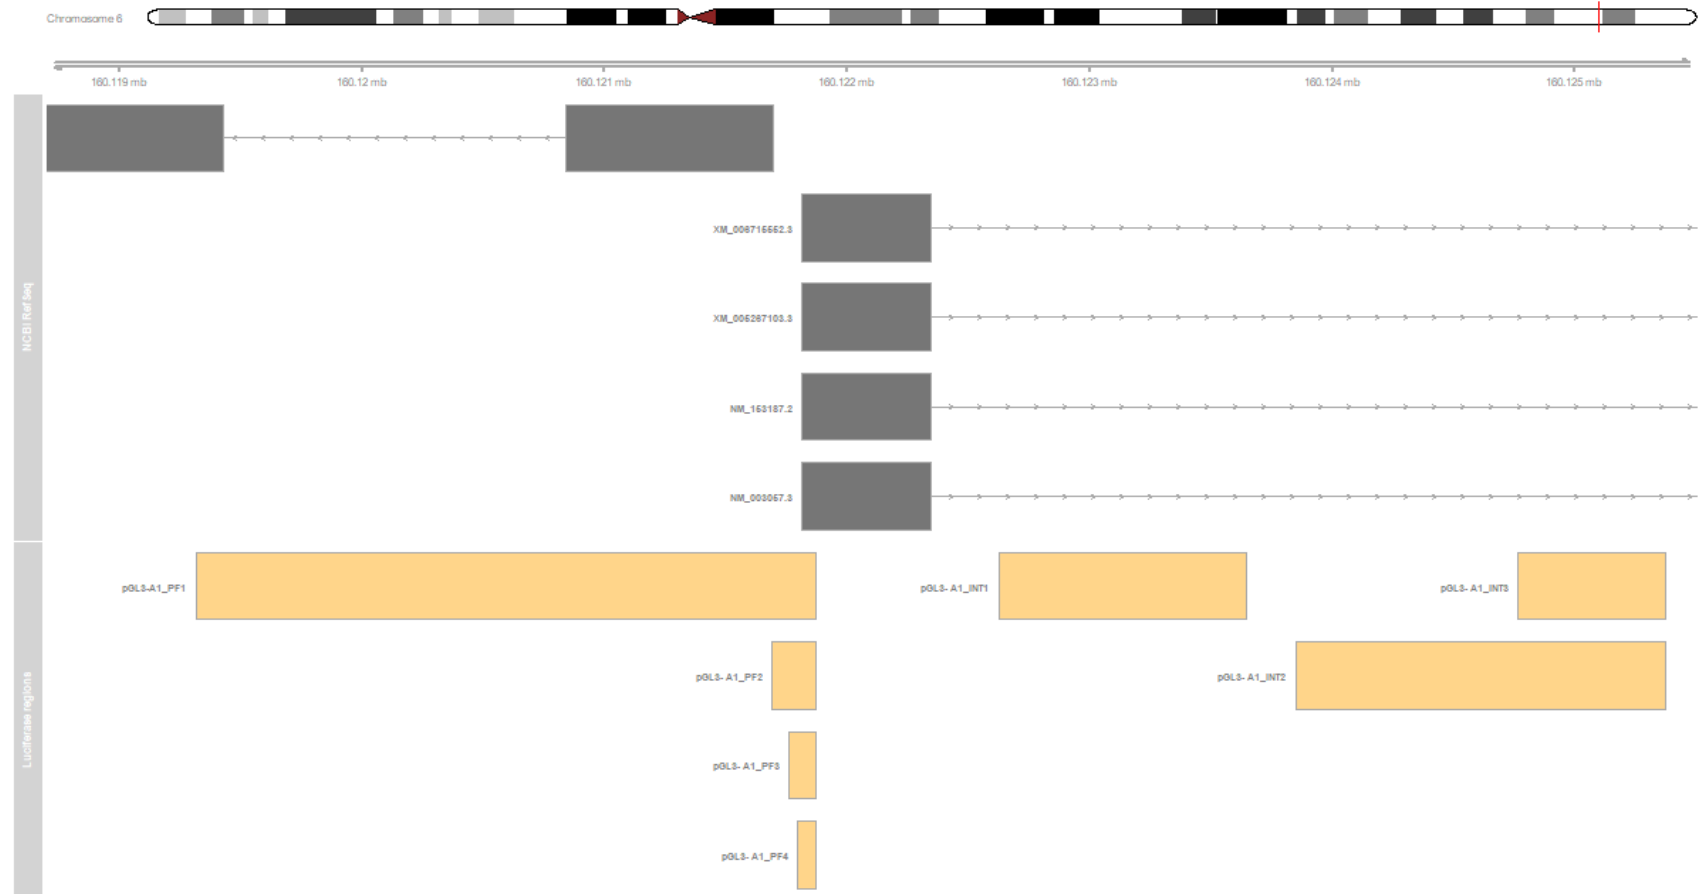 Chromosome 6
160.119 mb
160.12 mb
160.121 mb
160.122 mb
160.123 mb
160.124 mb
160.125 mb
NCBI RefSeq
XM_006715552.3
XM_005267103.3
NM_153187.2
NM_003057.3
Luciferase regions
pGL3-A1_PF1
pGL3- A1_INT1
pGL3- A1_INT3
pGL3- A1_PF2
pGL3- A1_INT2
pGL3- A1_PF3
pGL3- A1_PF4